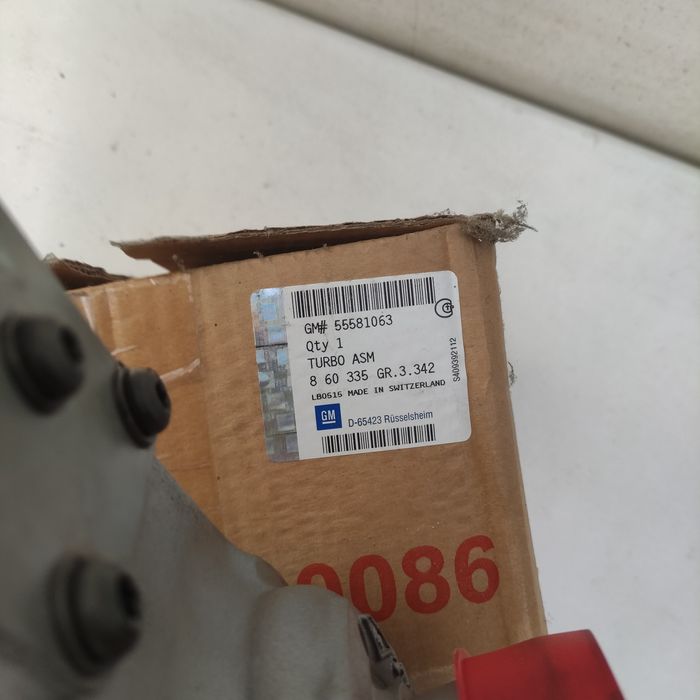 GM# 55581063
Qty 1
TURBO ASM
8 60 335 GR.3.342
LB0515 MADE IN SWITZERLAND
GM D-65423 Rüsselsheim
S409392112
0086